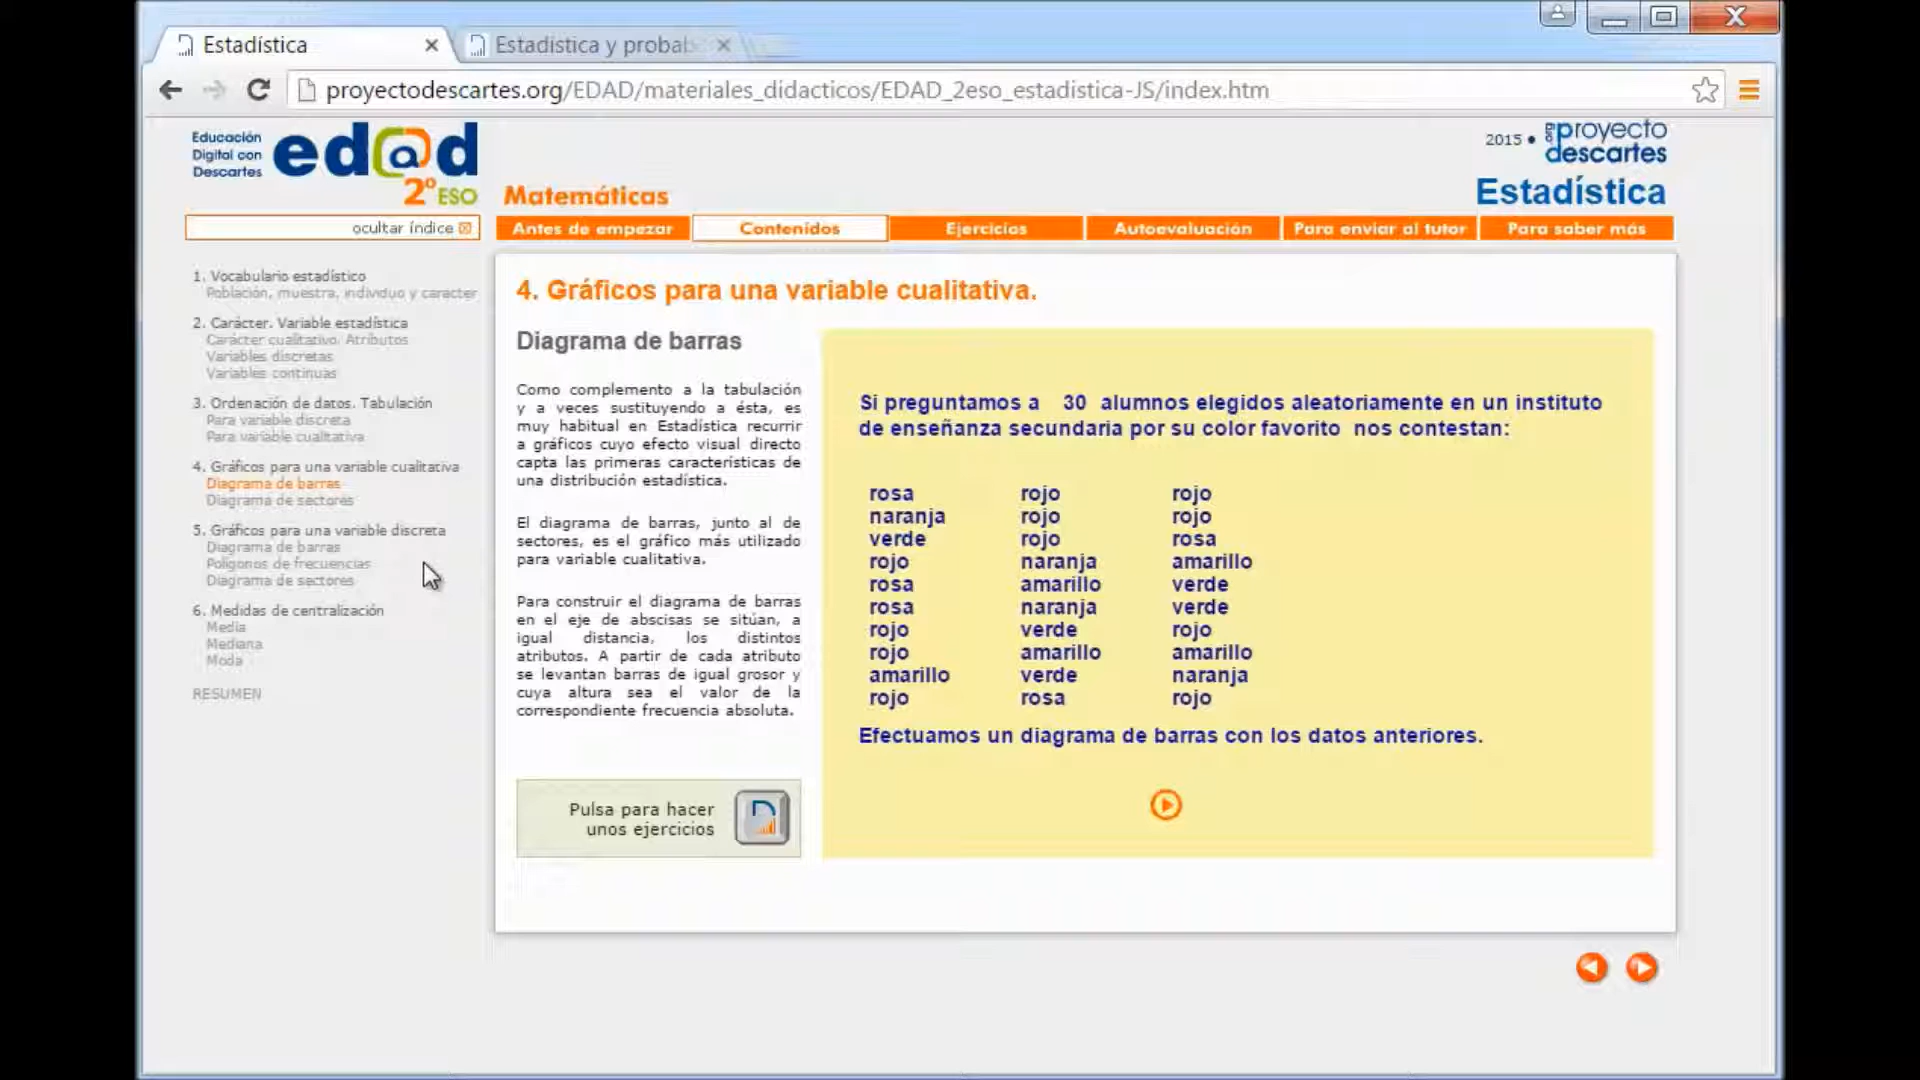 Estadística
Estadística y probab
proyectodescartes.org/EDAD/materiales_didacticos/EDAD_2eso_estadistica-JS/index.htm
Educación
Digital con
Descartes
ed@d
2º ESO
Matemáticas
2015 • proyecto
descartes
.org
Estadística
ocultar índice
Antes de empezar
Contenidos
Ejercicios
Autoevaluación
Para enviar al tutor
Para saber más
1. Vocabulario estadístico
Población, muestra, individuo y carácter
2. Carácter. Variable estadística
Carácter cualitativo. Atributos
Variables discretas
Variables continuas
3. Ordenación de datos. Tabulación
Para variable discreta
Para variable cualitativa
4. Gráficos para una variable cualitativa
Diagrama de barras
Diagrama de sectores
5. Gráficos para una variable discreta
Diagrama de barras
Polígonos de frecuencias
Diagrama de sectores
6. Medidas de centralización
Media
Mediana
Moda
RESUMEN
4. Gráficos para una variable cualitativa.
Diagrama de barras
Como complemento a la tabulación
y a veces sustituyendo a ésta, es
muy habitual en Estadística recurrir
a gráficos cuyo efecto visual directo
capta las primeras características de
una distribución estadística.
El diagrama de barras, junto al de
sectores, es el gráfico más utilizado
para variable cualitativa.
Para construir el diagrama de barras
en el eje de abscisas se sitúan, a
igual distancia, los distintos
atributos. A partir de cada atributo
se levantan barras de igual grosor y
cuya altura sea el valor de la
correspondiente frecuencia absoluta.
Pulsa para hacer
unos ejercicios
Si preguntamos a 30 alumnos elegidos aleatoriamente en un instituto
de enseñanza secundaria por su color favorito nos contestan:
rosa rojo rojo
naranja rojo rojo
verde rojo rosa
rojo naranja amarillo
rosa amarillo verde
rosa naranja verde
rojo verde rojo
rojo amarillo amarillo
amarillo verde naranja
rojo rosa rojo
Efectuamos un diagrama de barras con los datos anteriores.